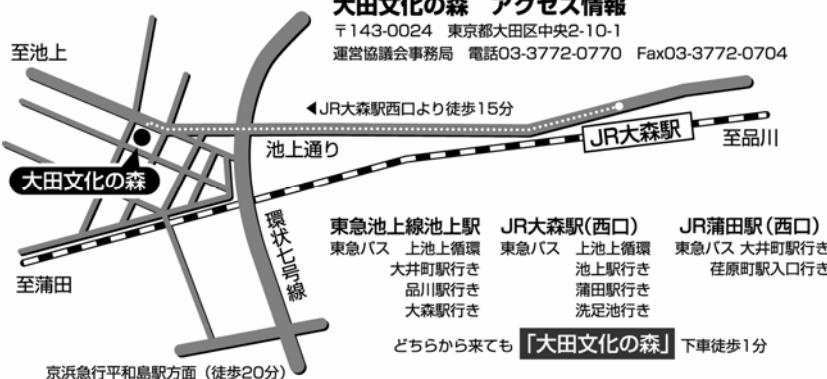 大田文化の森 アクセス情報
〒143-0024 東京都大田区中央2-10-1
運営協議会事務局 電話03-3772-0770 Fax03-3772-0704
至池上
◀JR大森駅西口より徒歩15分
JR大森駅
至品川
池上通り
大田文化の森
環状七号線
至蒲田
東急池上線池上駅
東急バス 上池上循環
大井町駅行き
品川駅行き
大森駅行き
JR大森駅(西口)
東急バス 上池上循環
池上駅行き
蒲田駅行き
洗足池行き
JR蒲田駅(西口)
東急バス 大井町駅行き
荏原町駅入口行き
どちらから来ても「大田文化の森」下車徒歩1分
京浜急行平和島駅方面(徒歩20分)